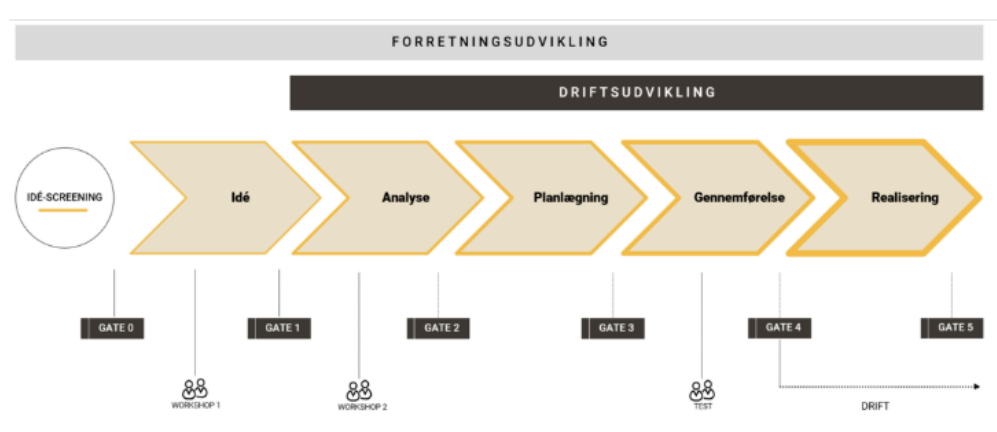 FORRETNINGSUDVIKLING
DRIFTSUDVIKLING
IDÉ-SCREENING
Idé
Analyse
Planlægning
Gennemførelse
Realisering
GATE 0
GATE 1
GATE 2
GATE 3
GATE 4
GATE 5
WORKSHOP 1
WORKSHOP 2
TEST
DRIFT